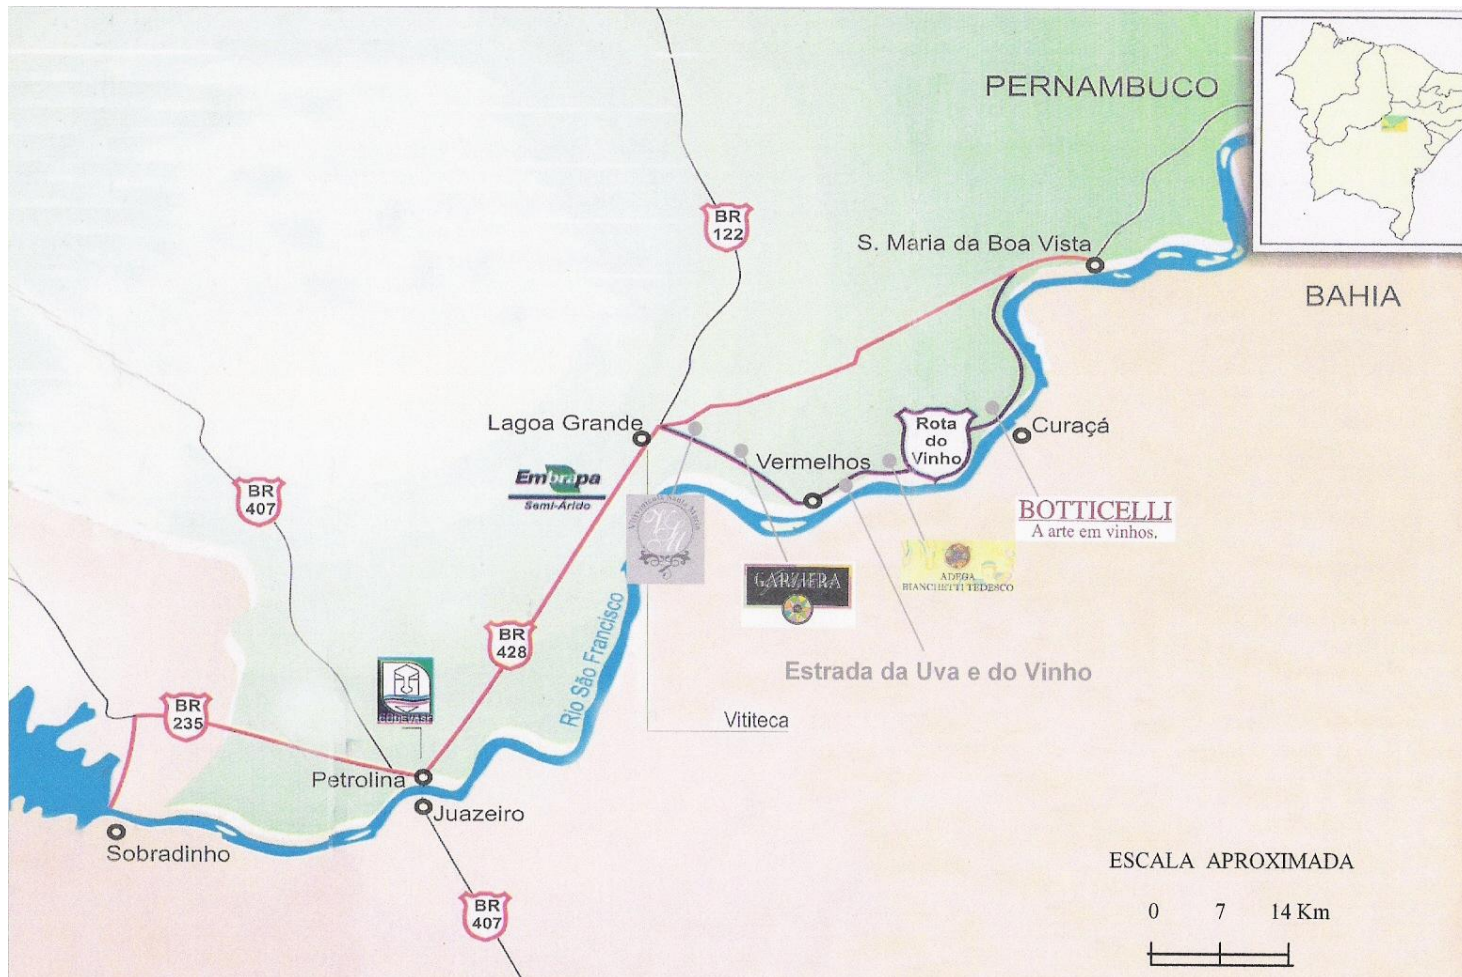 PERNAMBUCO
BR
122
S. Maria da Boa Vista
BAHIA
Lagoa Grande
Rota
do
Vinho
Curaçá
Vermelhos
Embrapa
Semi-Árido
BR
407
BOTTICELLI
A arte em vinhos.
GARZIERA
ADEGA
BIANCHETTI TEDESCO
BR
428
Rio São Francisco
Estrada da Uva e do Vinho
CODEVASF
BR
235
Vititeca
Petrolina
Juazeiro
Sobradinho
BR
407
ESCALA APROXIMADA
0 7 14 Km